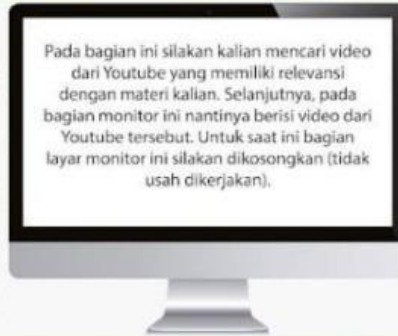 Pada bagian ini silakan kalian mencari video
dari Youtube yang memiliki relevansi
dengan materi kalian. Selanjutnya, pada
bagian monitor ini nantinya berisi video dari
Youtube tersebut. Untuk saat ini bagian
layar monitor ini silakan dikosongkan (tidak
usah dikerjakan).